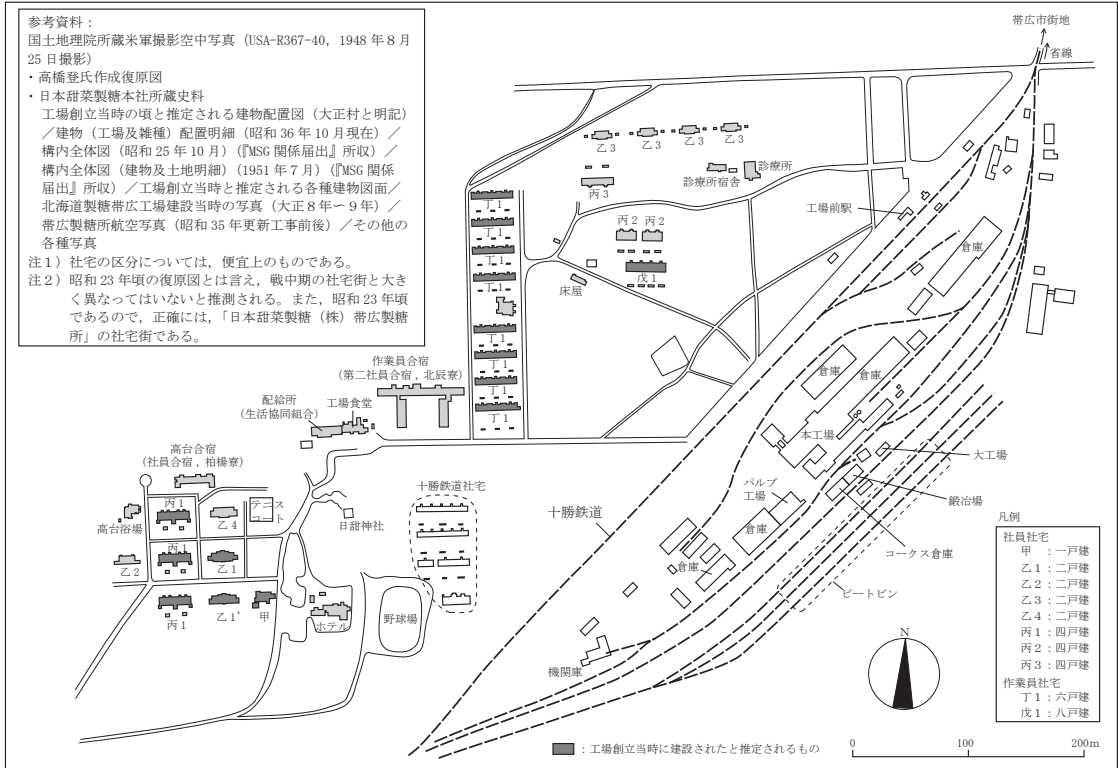 参考資料：
国土地理院所蔵米軍撮影空中写真（USA-R367-40，1948年8月
25日撮影）
・高橋登氏作成復原図
・日本甜菜製糖本社所蔵史料
工場創立当時の頃と推定される建物配置図（大正村と明記）
／建物（工場及雑種）配置明細（昭和36年10月現在）／
構内全体図（昭和25年10月）（『MSG関係届出』所収）／
構内全体図（建物及土地明細）（1951年7月）（『MSG関係
届出』所収）／工場創立当時と推定される各種建物図面／
北海道製糖帯広工場建設当時の写真（大正8年〜9年）／
帯広製糖所航空写真（昭和35年更新工事前後）／その他の
各種写真
注1）社宅の区分については，便宜上のものである。
注2）昭和23年頃の復原図とは言え，戦中期の社宅街と大き
く異なってはいないと推測される。また，昭和23年頃
であるので，正確には，「日本甜菜製糖（株）帯広製糖
所」の社宅街である。
帯広市街地
省線
乙3
乙3
乙3
乙3
診療所宿舎
診療所
丙3
丁1
丁1
丁1
丁1
丁1
丁1
丁1
丁1
丙2
丙2
戊1
床屋
工場前駅
倉庫
倉庫
倉庫
本工場
大工場
鍛冶場
コークス倉庫
ビートビン
パルプ
工場
倉庫
倉庫
機関庫
十勝鉄道
作業員合宿
（第二社員合宿，北辰寮）
配給所
（生活協同組合）
工場食堂
高台合宿
（社員合宿，柏楊寮）
高台浴場
丙1
乙4
テニス
コート
日甜神社
十勝鉄道社宅
乙2
丙1
乙1
丙1
乙1'
甲
ホテル
野球場
N
凡例
社員社宅
甲：一戸建
乙1：二戸建
乙2：二戸建
乙3：二戸建
乙4：二戸建
丙1：四戸建
丙2：四戸建
丙3：四戸建
作業員社宅
丁1：六戸建
戊1：八戸建
：工場創立当時に建設されたと推定されるもの
0
100
200m